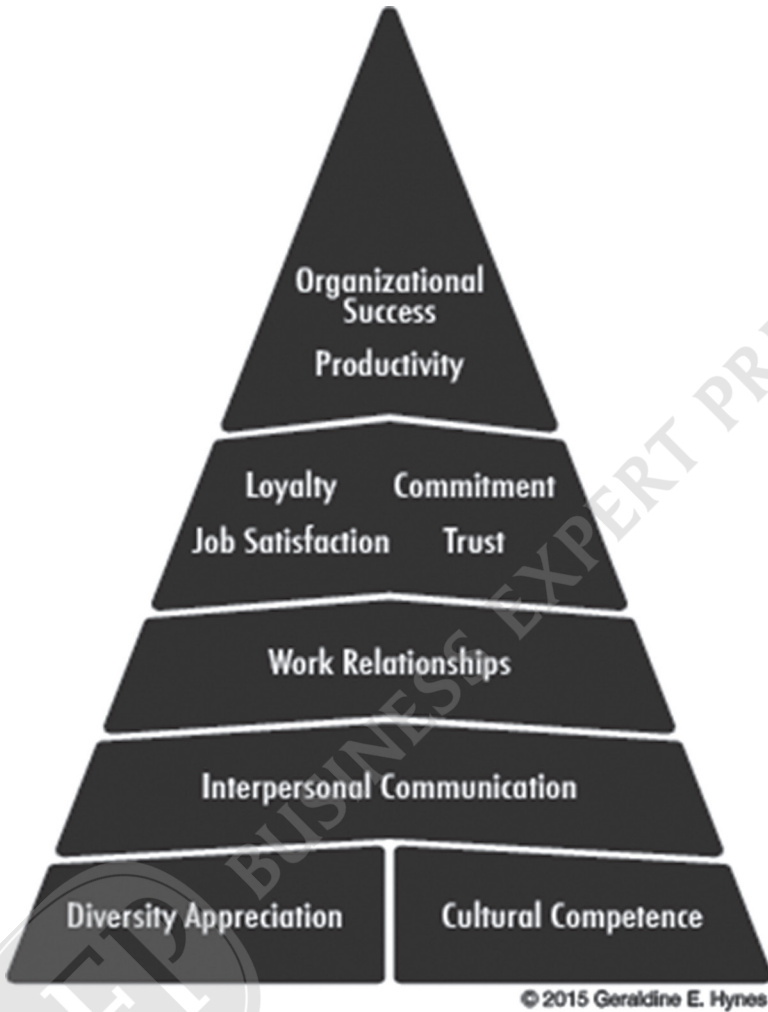 Organizational
Success
Productivity
Loyalty Commitment
Job Satisfaction Trust
Work Relationships
Interpersonal Communication
Diversity Appreciation Cultural Competence
© 2015 Geraldine E. Hynes
BUSINESS EXPERT